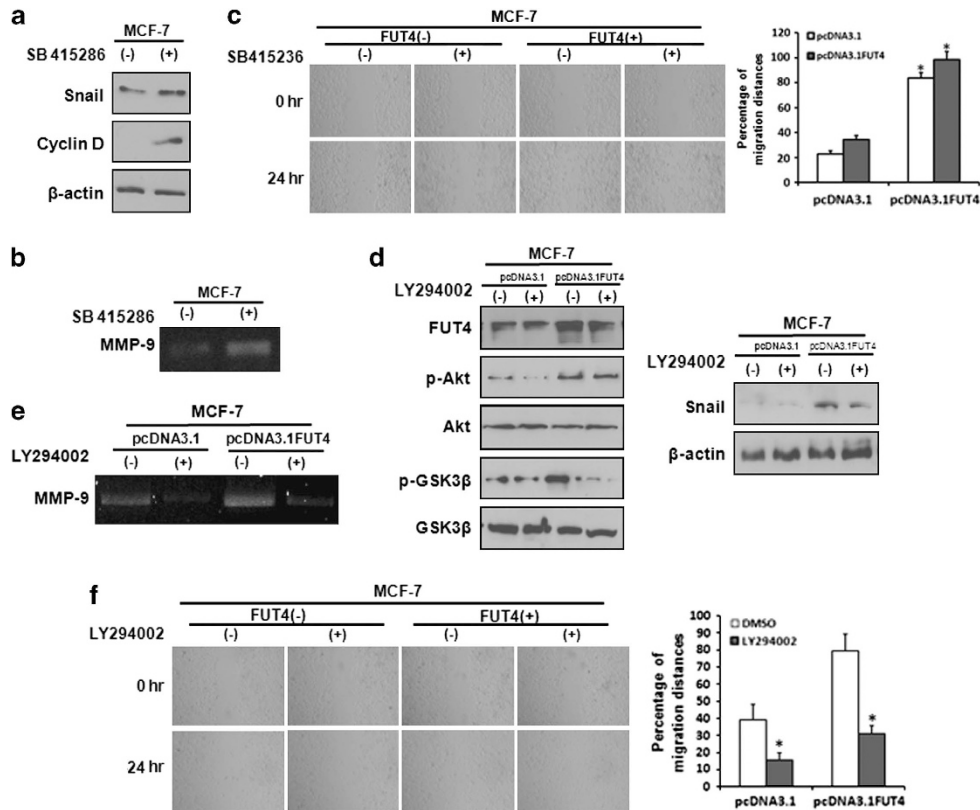 a
MCF-7
SB 415286 (-) (+)
Snail
Cyclin D
β-actin
b
MCF-7
SB 415286 (-) (+)
MMP-9
c
MCF-7
FUT4(-) FUT4(+)
SB415236 (-) (+) (-) (+)
0 hr
24 hr
Percentage of migration distances
120
100
80
60
40
20
0
pcDNA3.1
pcDNA3.1FUT4
* *
pcDNA3.1 pcDNA3.1FUT4
d
MCF-7
pcDNA3.1 pcDNA3.1FUT4
LY294002 (-) (+) (-) (+)
FUT4
p-Akt
Akt
p-GSK3β
GSK3β
MCF-7
pcDNA3.1 pcDNA3.1FUT4
LY294002 (-) (+) (-) (+)
Snail
β-actin
e
MCF-7
pcDNA3.1 pcDNA3.1FUT4
LY294002 (-) (+) (-) (+)
MMP-9
f
MCF-7
FUT4(-) FUT4(+)
LY294002 (-) (+) (-) (+)
0 hr
24 hr
Percentage of migration distances
100
90
80
70
60
50
40
30
20
10
0
DMSO
LY294002
* *
pcDNA3.1 pcDNA3.1FUT4